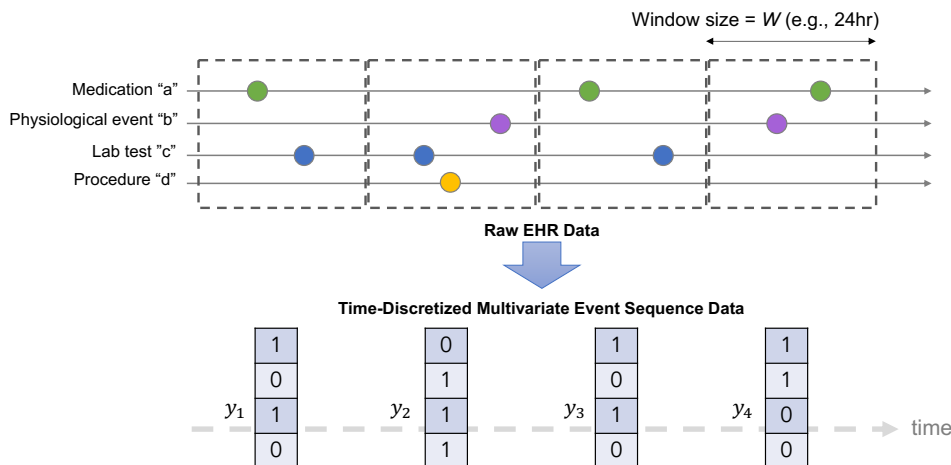 Window size = W (e.g., 24hr)
Medication “a”
Physiological event “b”
Lab test "c”
Procedure “d”
Raw EHR Data
Time-Discretized Multivariate Event Sequence Data
1 0 1 1
0 1 0 1
y1 1 y2 1 y3 1 y4 0
time
0 1 0 0